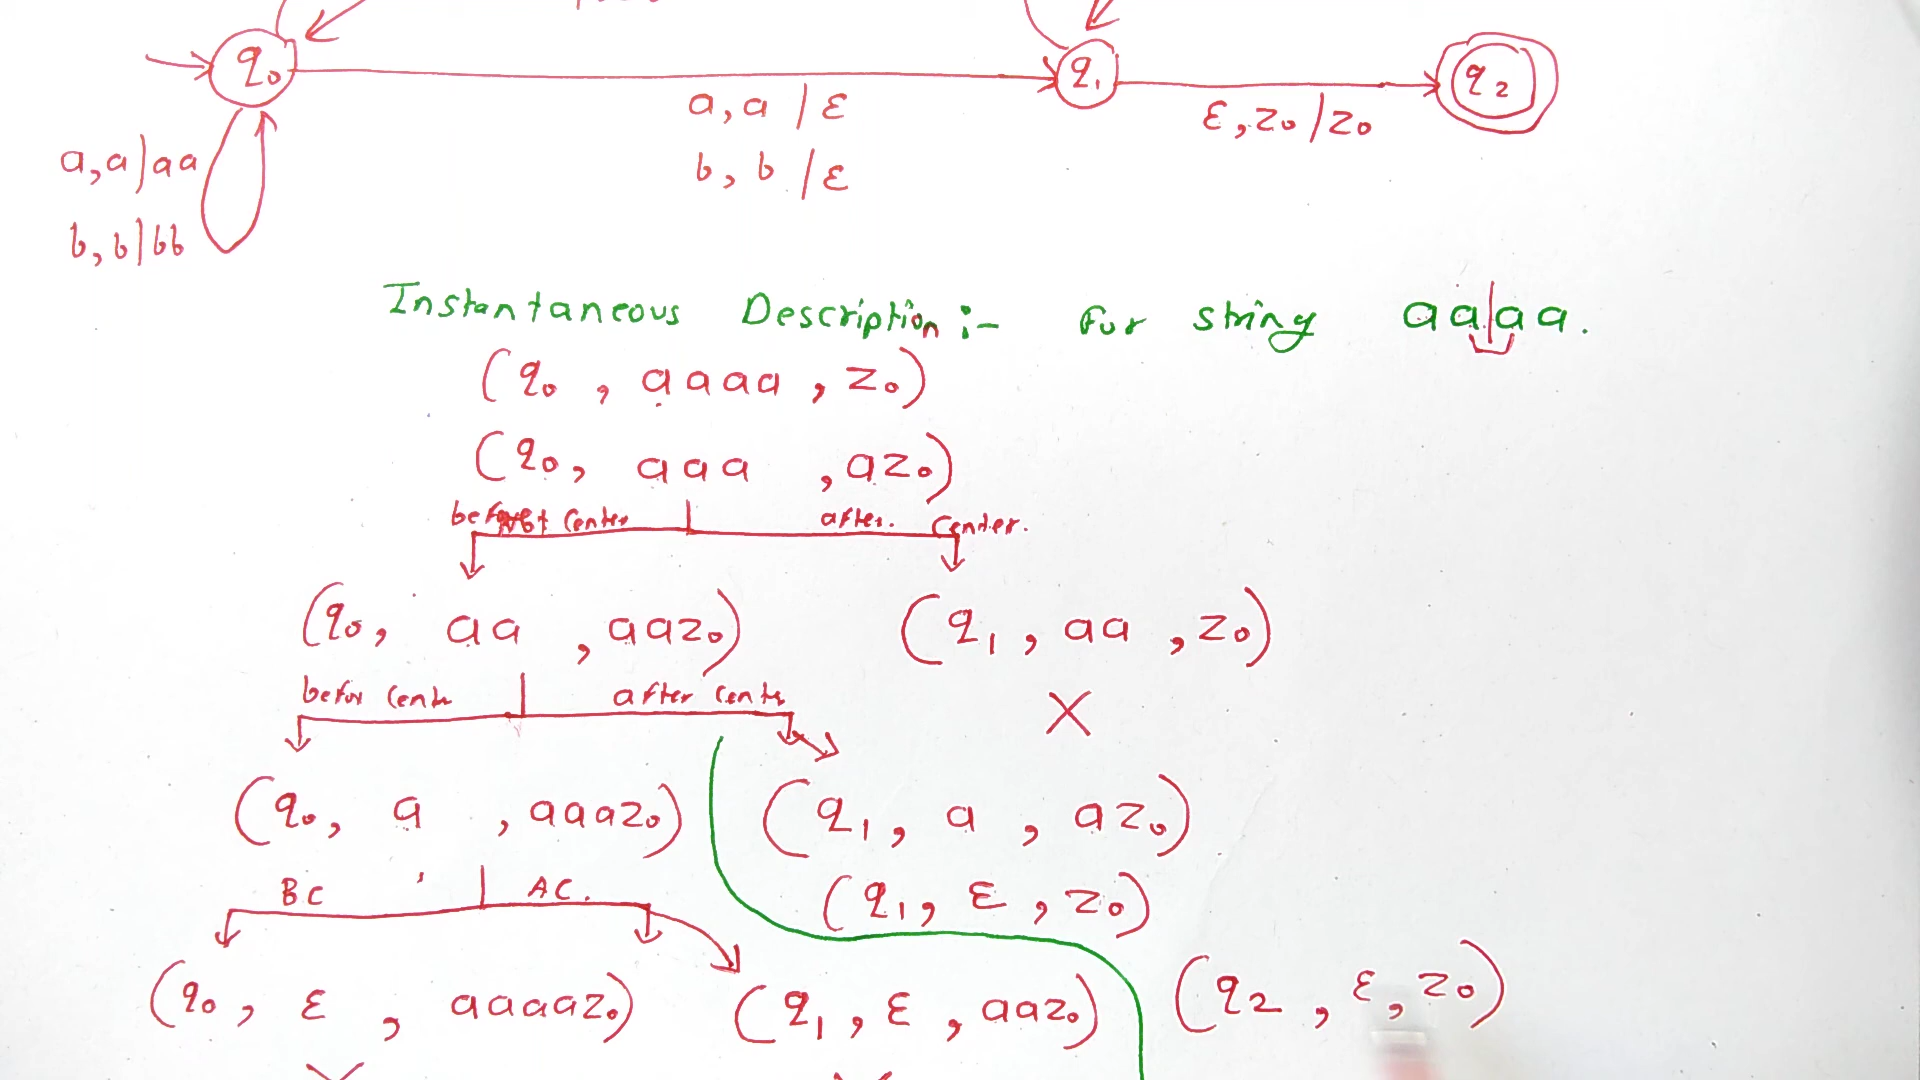 q₀ q₁ q₂
a, a / ε
ε, z₀ / z₀
b, b / ε
a, a | aa
b, b | bb
Instantaneous Description :- For string aa|aa.
(q₀, aaaa, z₀)
(q₀, aaa, az₀)
before center after center.
(q₀, aa, aaz₀) (q₁, aa, z₀)
befor cent after cente X
(q₀, a, aaaz₀) (q₁, a, az₀)
BC AC.
(q₁, ε, z₀)
(q₀, ε, aaaaz₀) (q₁, ε, aaz₀) (q₂, ε, z₀)